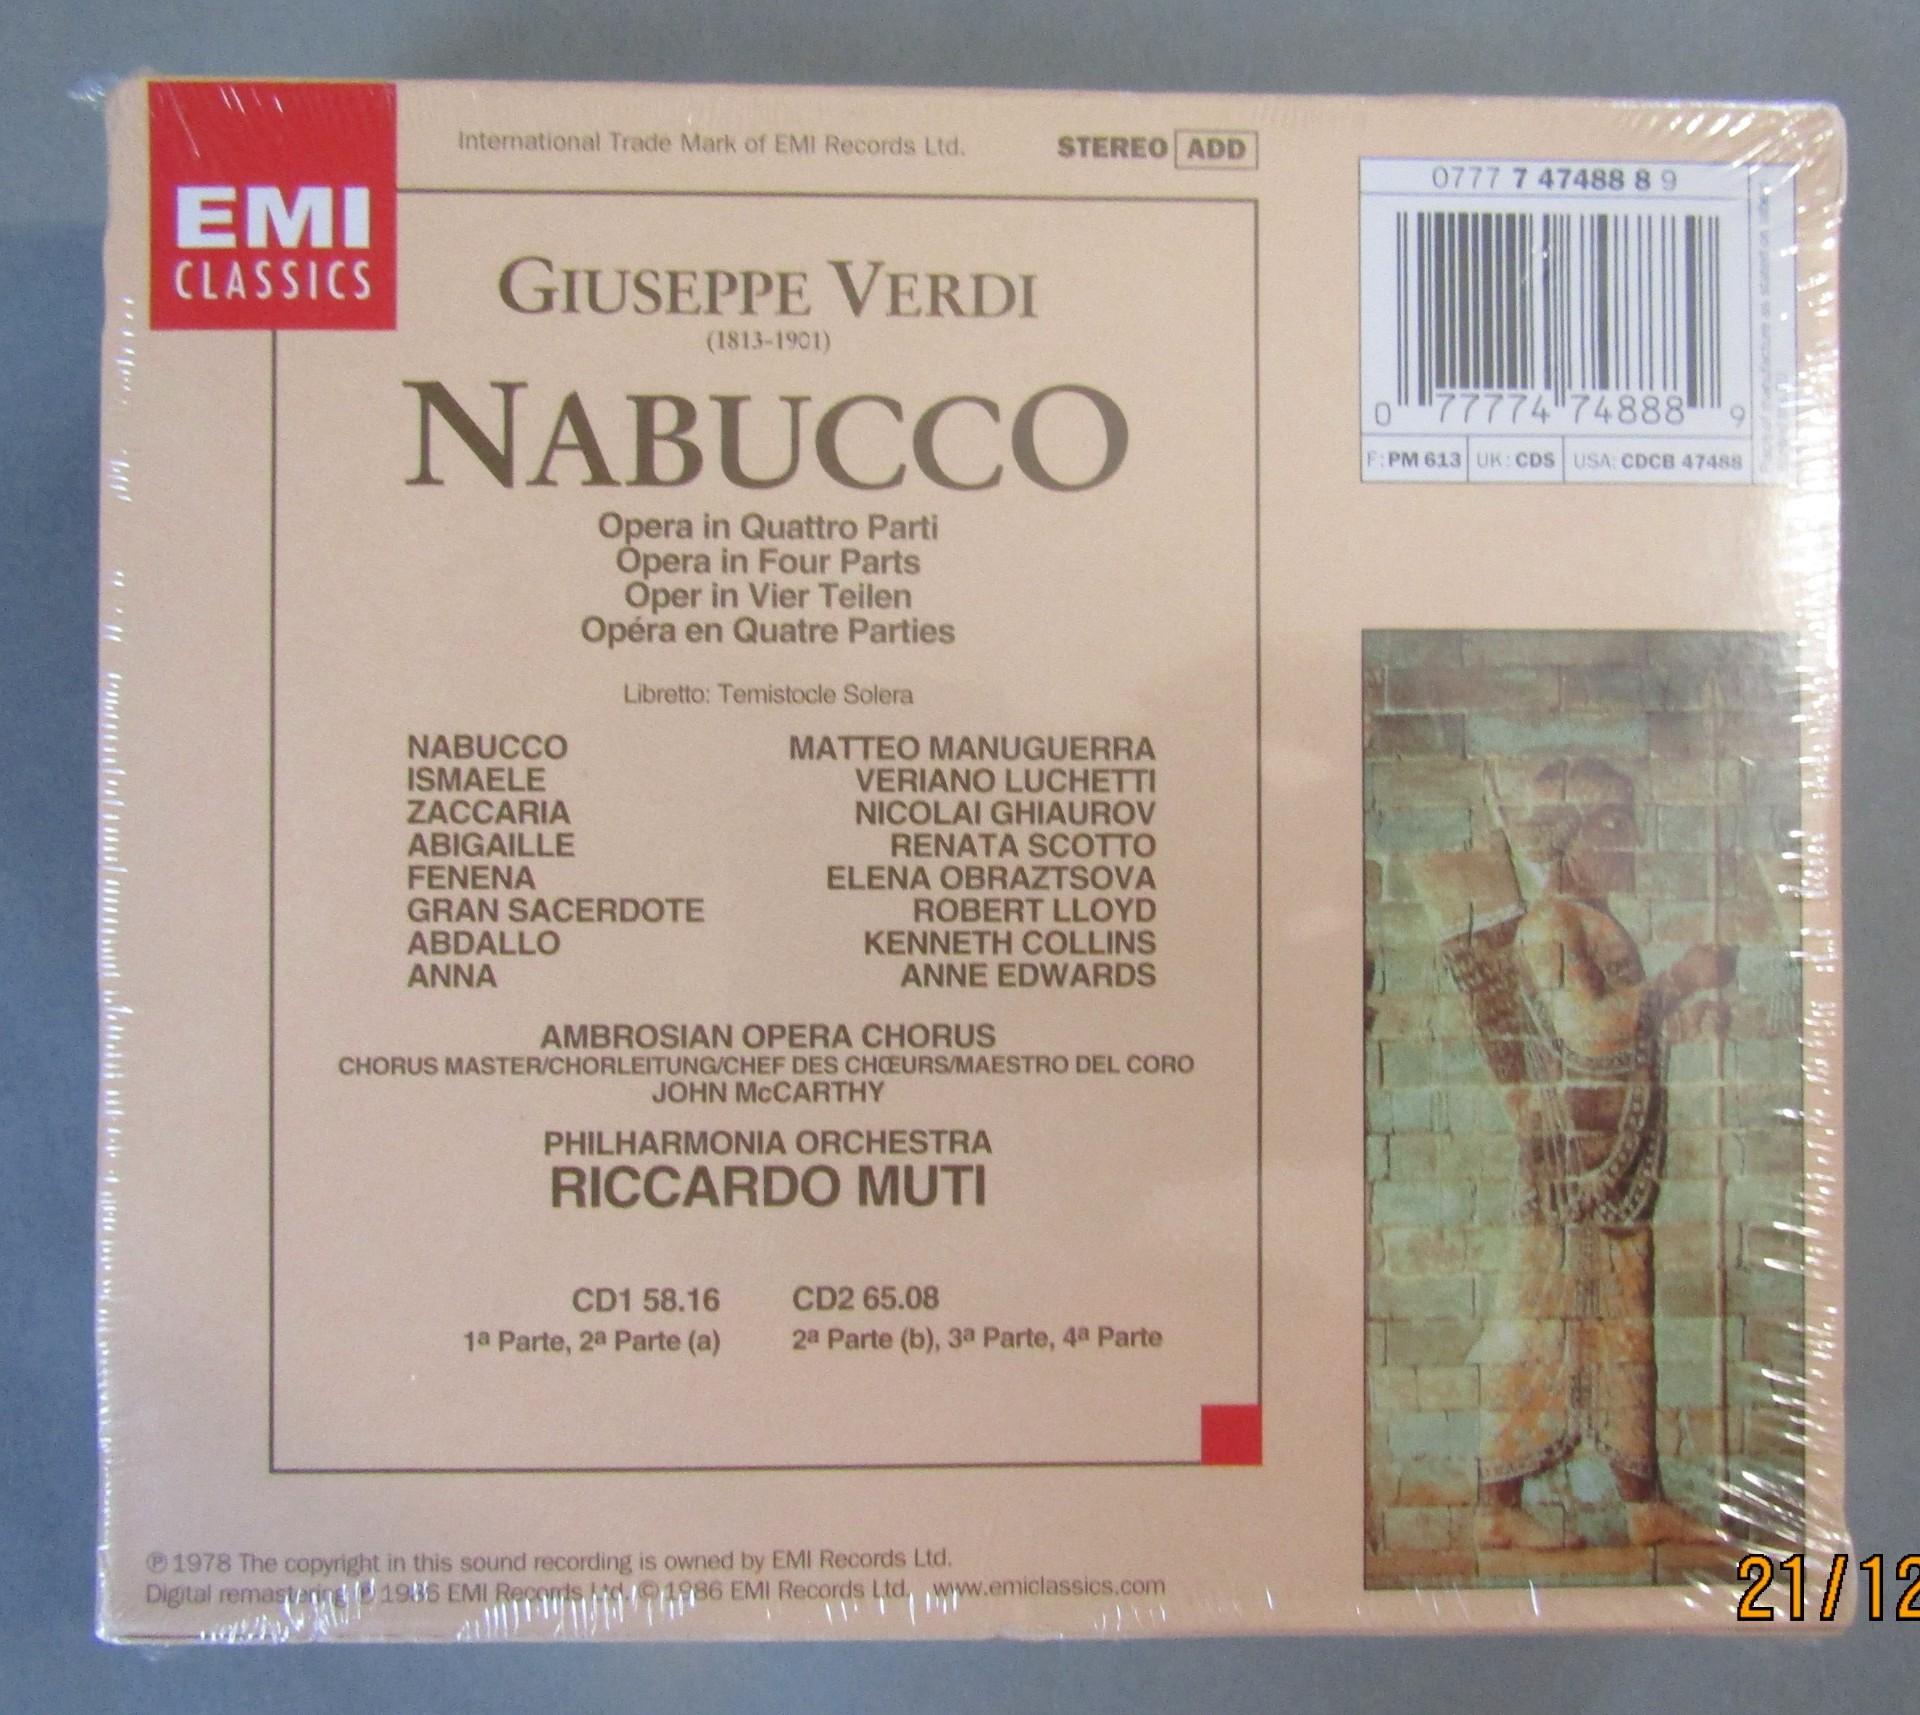 EMI
CLASSICS
International Trade Mark of EMI Records Ltd.
STEREO ADD
0777 7 47488 8 9
0 77774 74888 9
F: PM 613 UK: CDS USA: CDCB 47488
GIUSEPPE VERDI
(1813-1901)
NABUCCO
Opera in Quattro Parti
Opera in Four Parts
Oper in Vier Teilen
Opéra en Quatre Parties
Libretto: Temistocle Solera
NABUCCO MATTEO MANUGUERRA
ISMAELE VERIANO LUCHETTI
ZACCARIA NICOLAI GHIAUROV
ABIGAILLE RENATA SCOTTO
FENENA ELENA OBRAZTSOVA
GRAN SACERDOTE ROBERT LLOYD
ABDALLO KENNETH COLLINS
ANNA ANNE EDWARDS
AMBROSIAN OPERA CHORUS
CHORUS MASTER/CHORLEITUNG/CHEF DES CHŒURS/MAESTRO DEL CORO
JOHN McCARTHY
PHILHARMONIA ORCHESTRA
RICCARDO MUTI
CD1 58.16 CD2 65.08
1ª Parte, 2ª Parte (a) 2ª Parte (b), 3ª Parte, 4ª Parte
℗ 1978 The copyright in this sound recording is owned by EMI Records Ltd.
Digital remastering ℗ 1986 EMI Records Ltd. © 1986 EMI Records Ltd. www.emiclassics.com
21/12